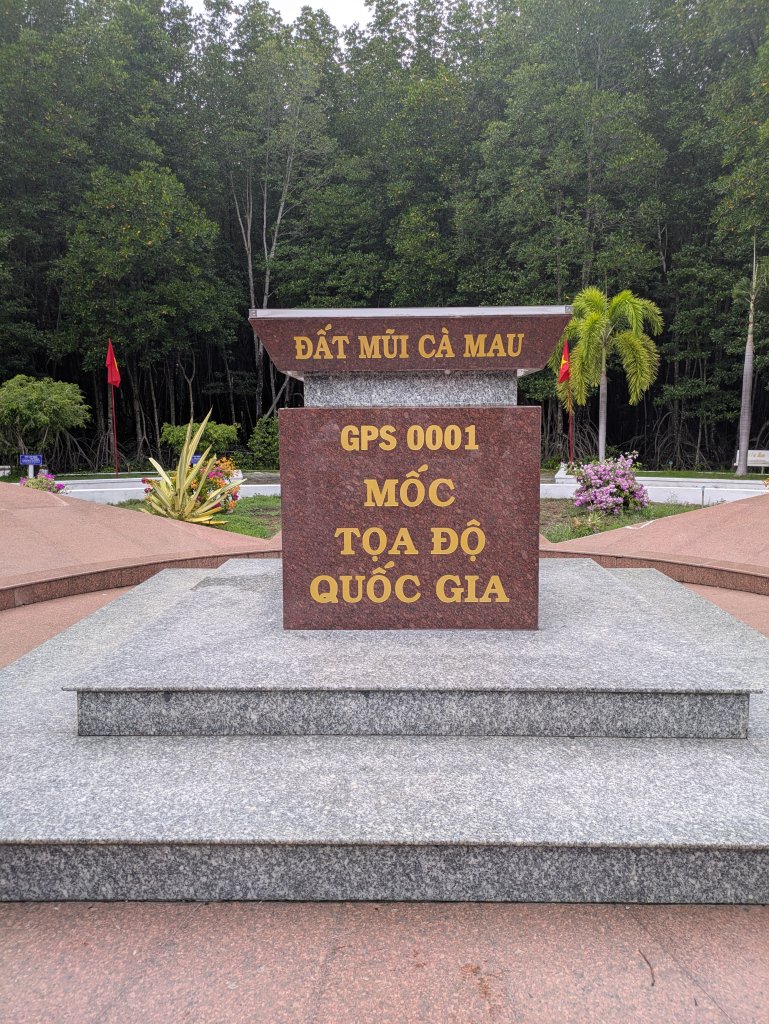 ĐẤT MŨI CÀ MAU
GPS 0001
MỐC
TỌA ĐỘ
QUỐC GIA